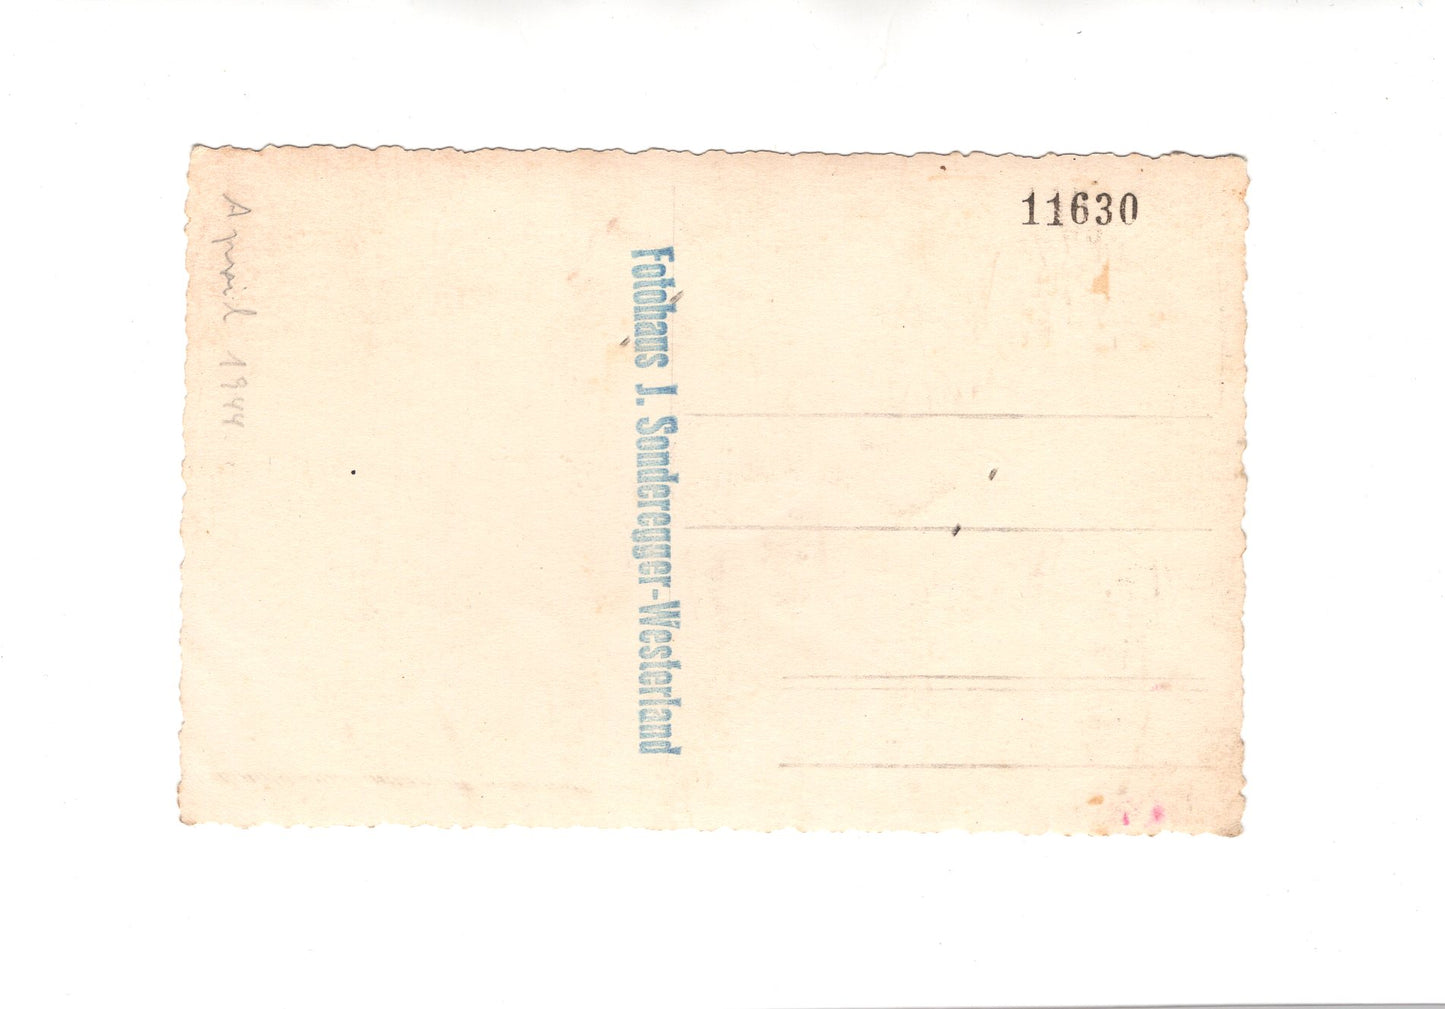 11630
Fotohaus J. Sonderegger-Westerland
April 1944.